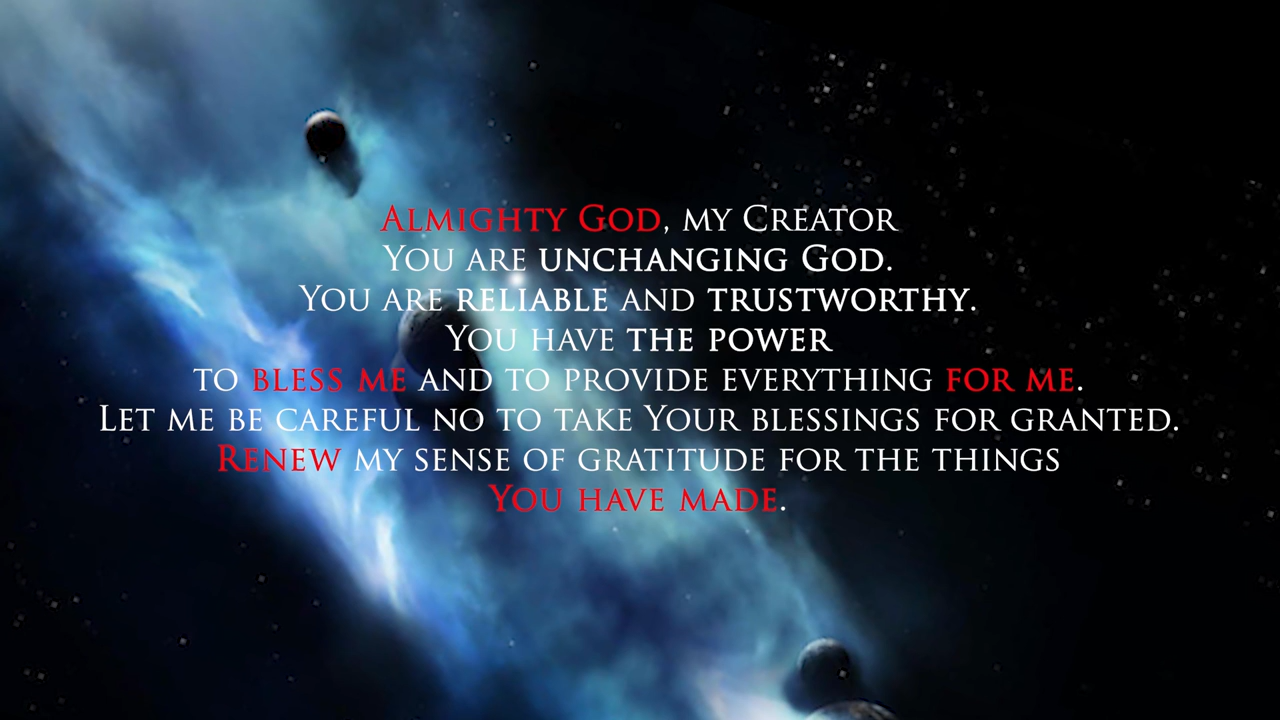 Almighty God, my Creator
You are unchanging God.
You are reliable and trustworthy.
You have the power
to bless me and to provide everything for me.
Let me be careful no to take Your blessings for granted.
Renew my sense of gratitude for the things
You have made.